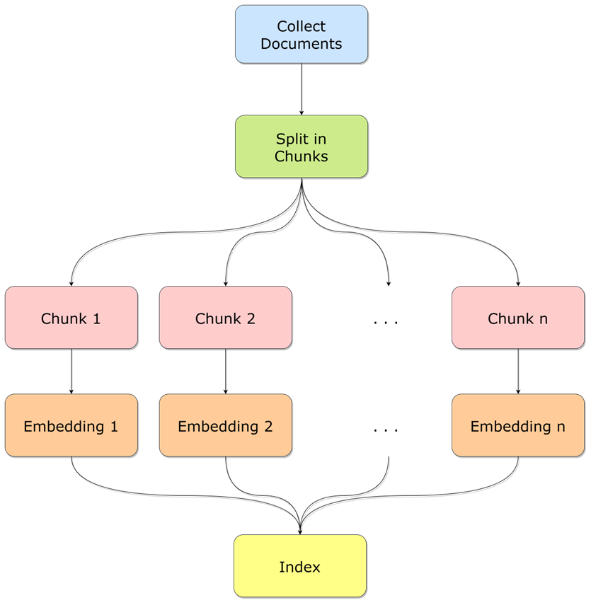 Collect
Documents
Split in
Chunks
Chunk 1
Chunk 2
. . .
Chunk n
Embedding 1
Embedding 2
. . .
Embedding n
Index